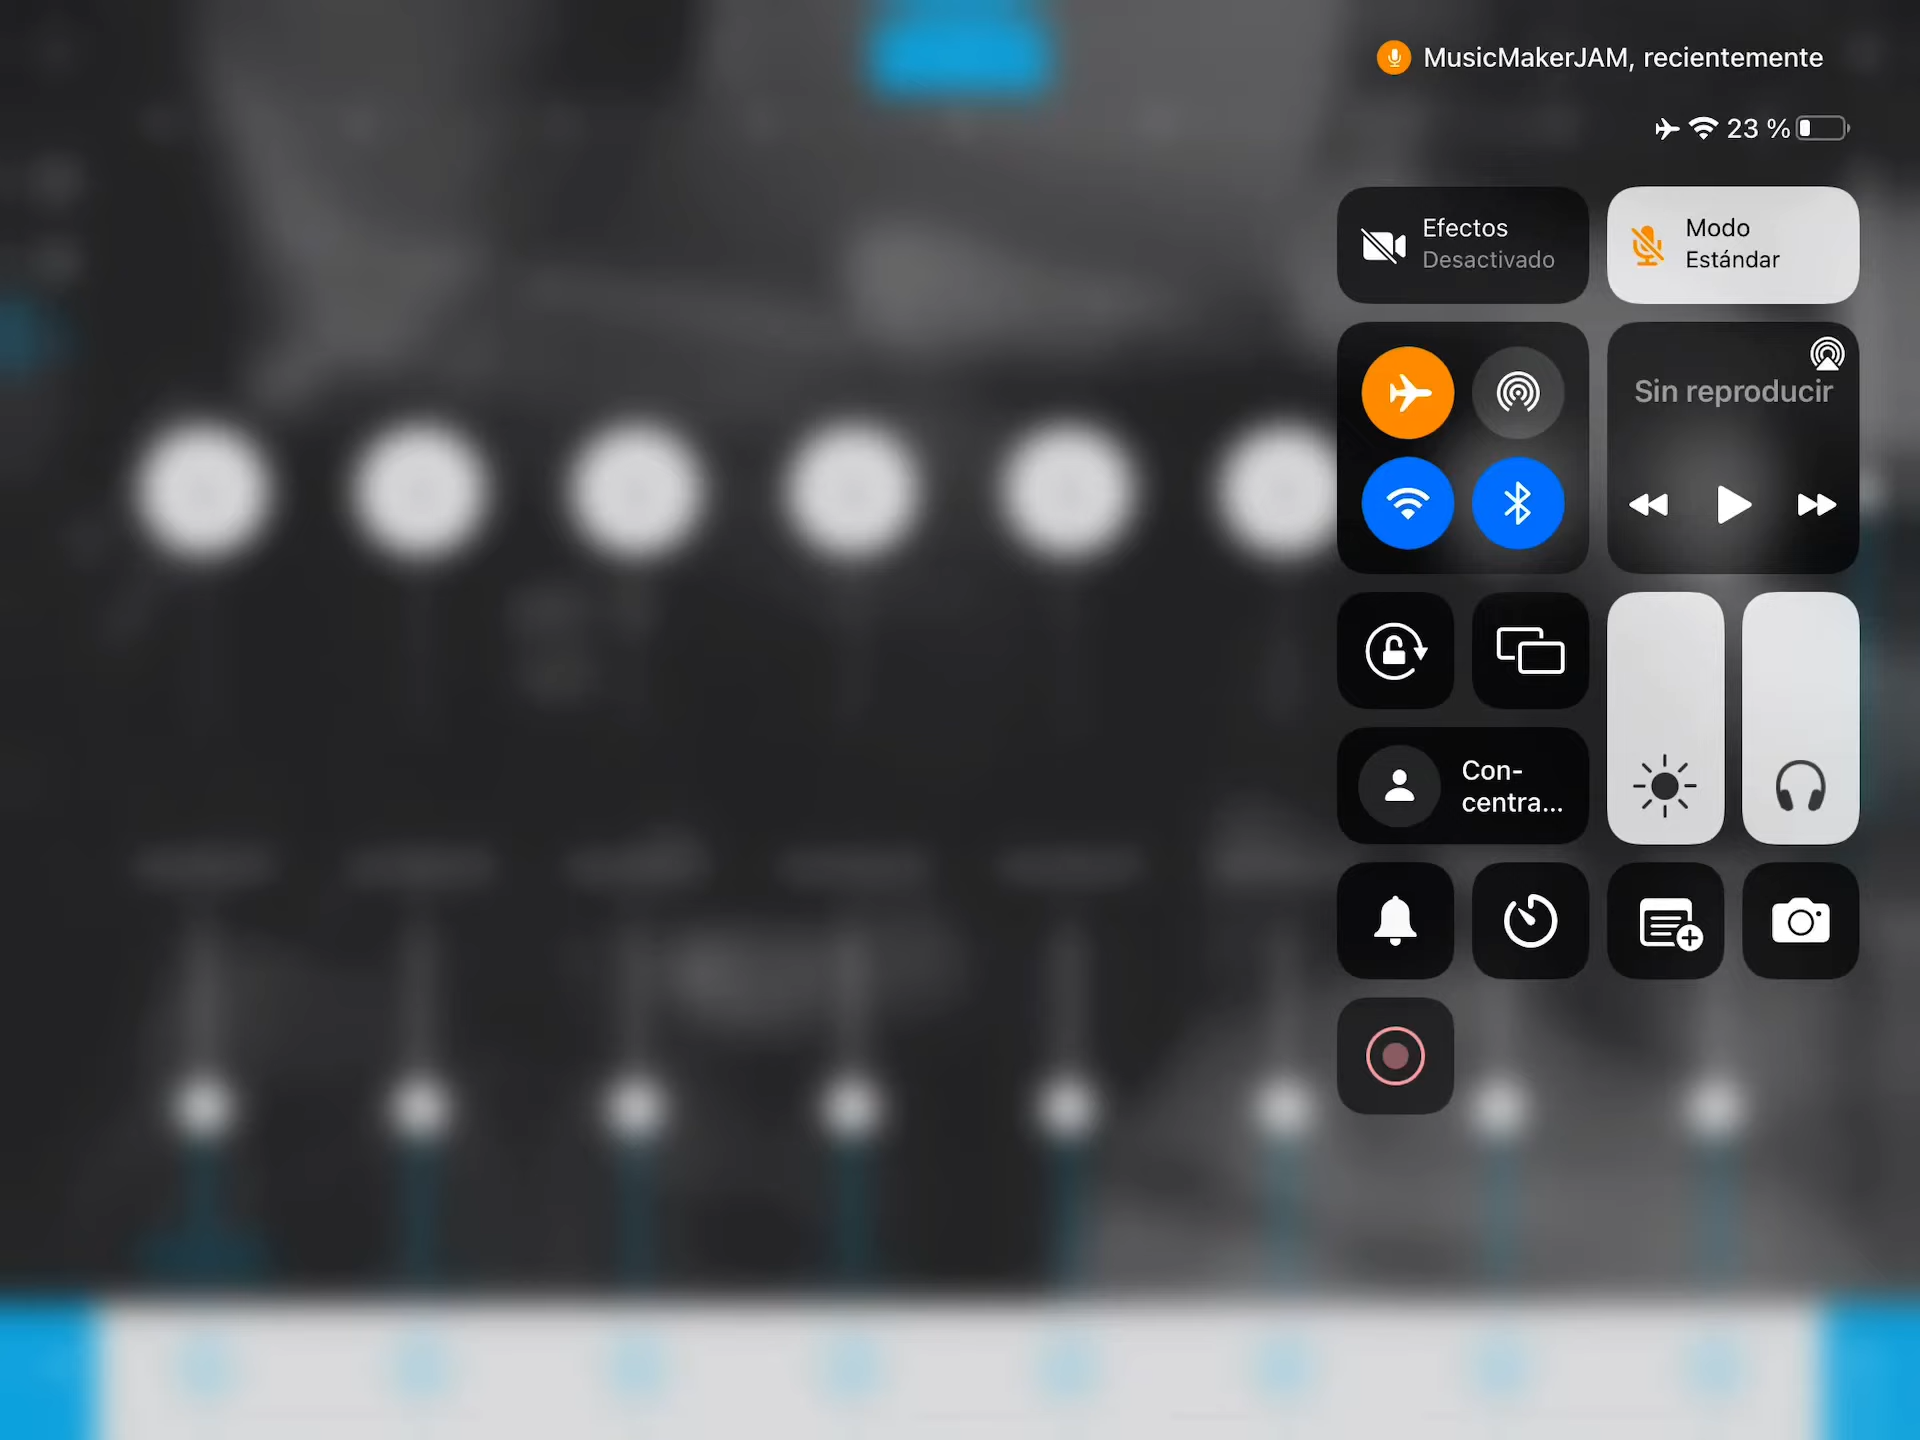 MusicMakerJAM, recientemente
23 %
Efectos
Desactivado
Modo
Estándar
Sin reproducir
Con-
centra...